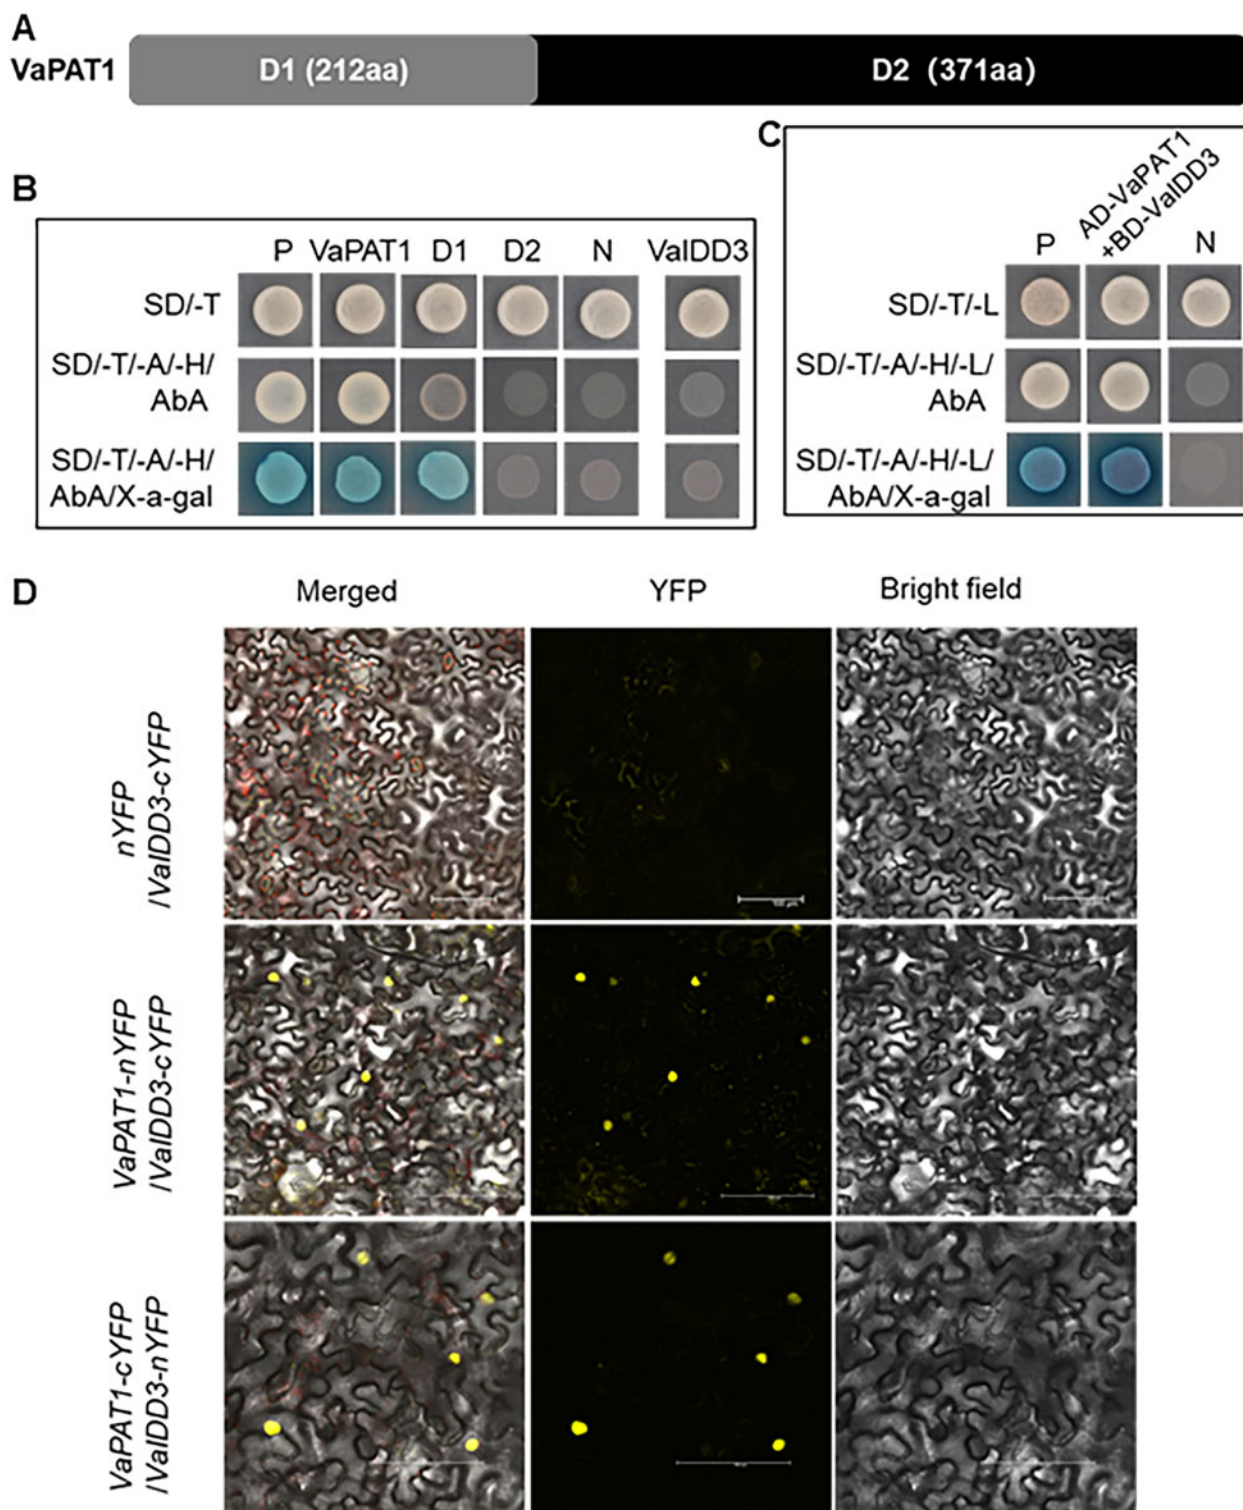 A
VaPAT1
D1 (212aa)
D2 (371aa)
B
P VaPAT1 D1 D2 N VaIDD3
SD/-T
SD/-T/-A/-H/
AbA
SD/-T/-A/-H/
AbA/X-a-gal
C
P
AD-VaPAT1
+BD-VaIDD3
N
SD/-T/-L
SD/-T/-A/-H/-L/
AbA
SD/-T/-A/-H/-L/
AbA/X-a-gal
D
Merged YFP Bright field
nYFP
/VaIDD3-cYFP
VaPAT1-nYFP
/VaIDD3-cYFP
VaPAT1-cYFP
/VaIDD3-nYFP